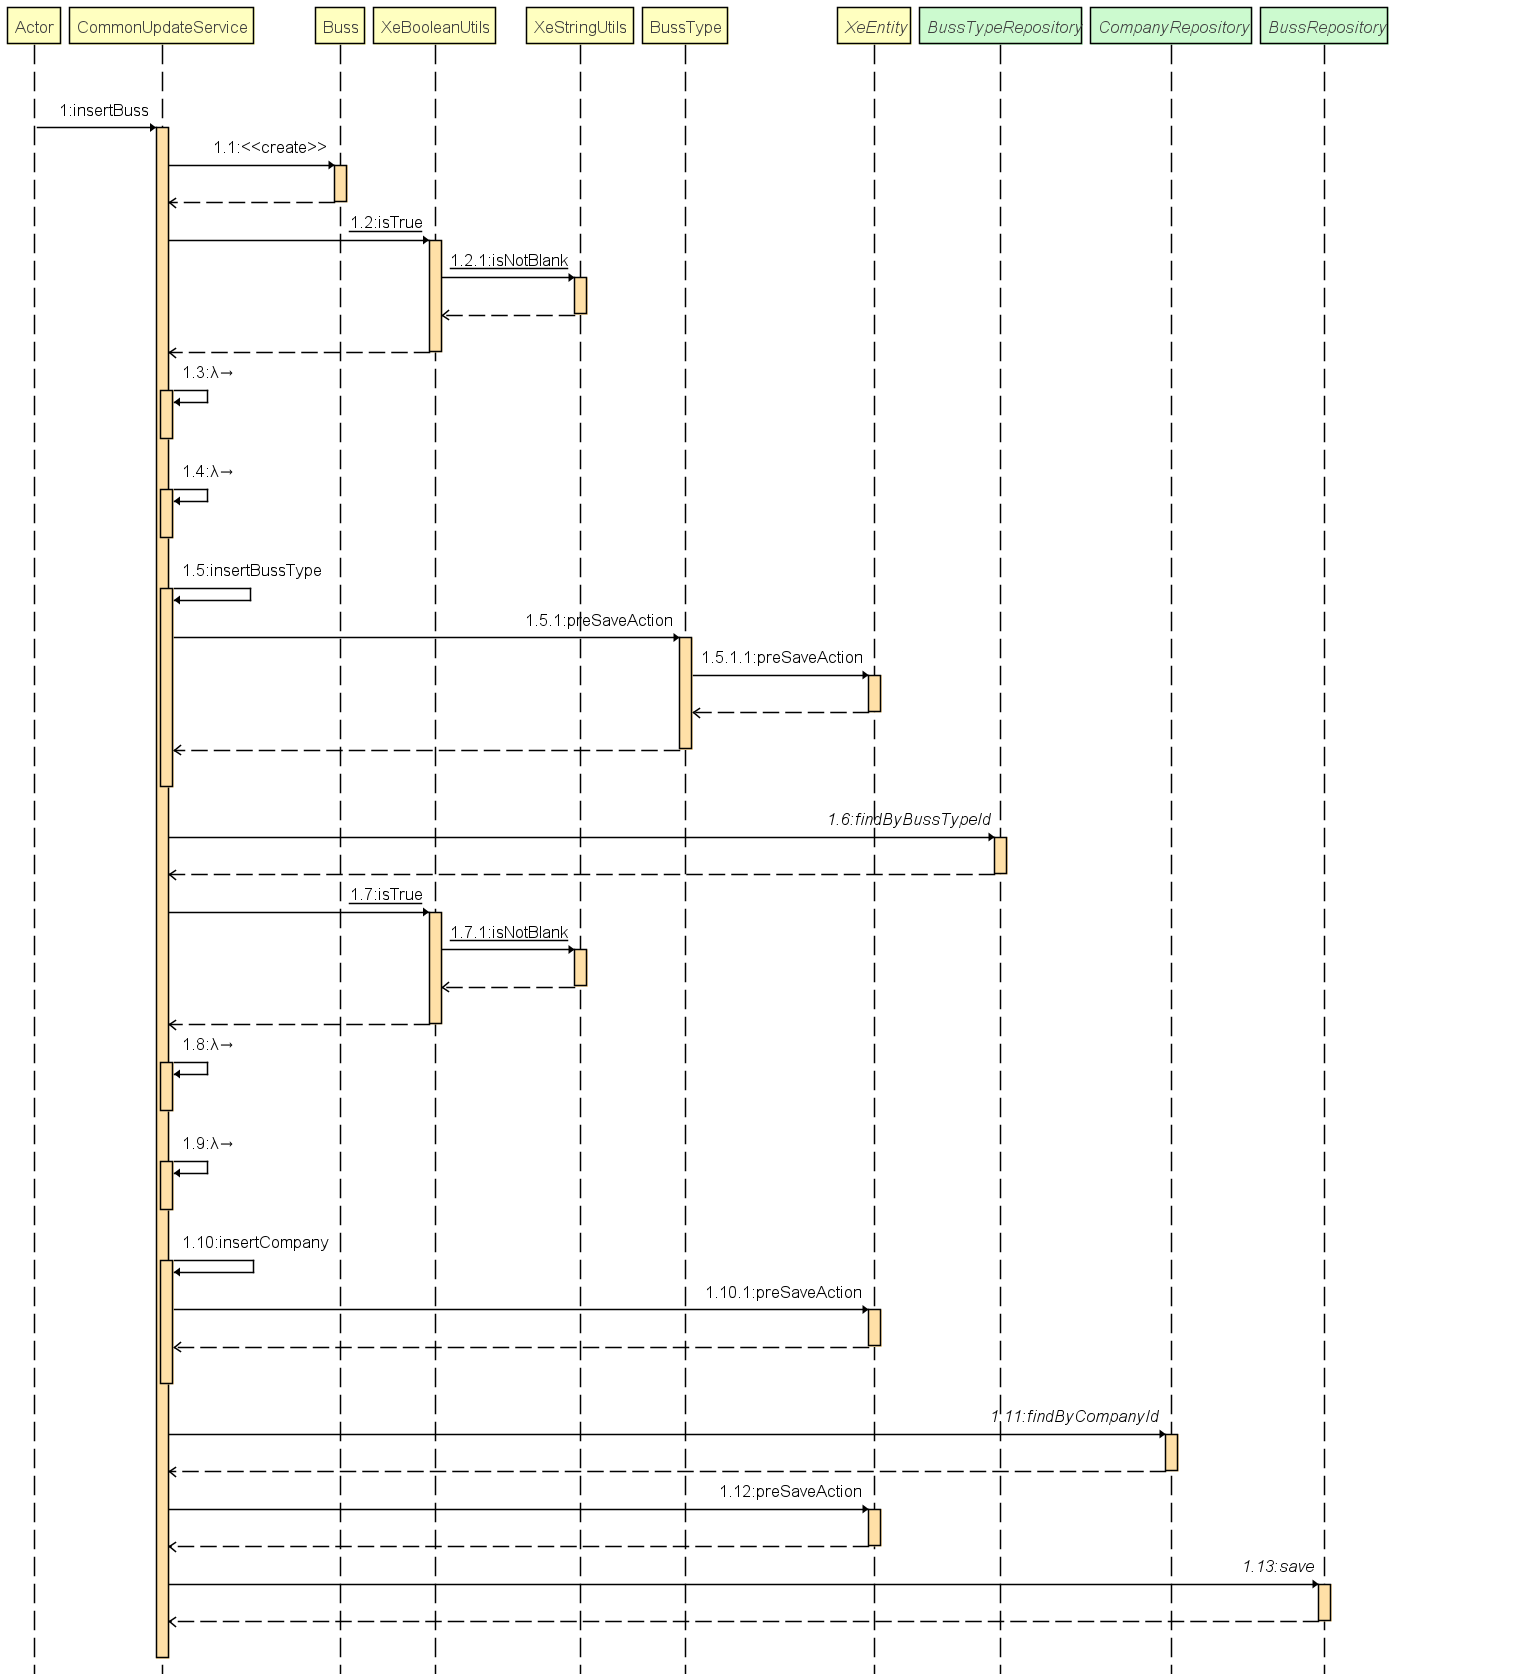 Actor
CommonUpdateService
Buss
XeBooleanUtils
XeStringUtils
BussType
XeEntity
BussTypeRepository
CompanyRepository
BussRepository
1:insertBuss
1.1:<<create>>
1.2:isTrue
1.2.1:isNotBlank
1.3:λ→
1.4:λ→
1.5:insertBussType
1.5.1:preSaveAction
1.5.1.1:preSaveAction
1.6:findByBussTypeId
1.7:isTrue
1.7.1:isNotBlank
1.8:λ→
1.9:λ→
1.10:insertCompany
1.10.1:preSaveAction
1.11:findByCompanyId
1.12:preSaveAction
1.13:save